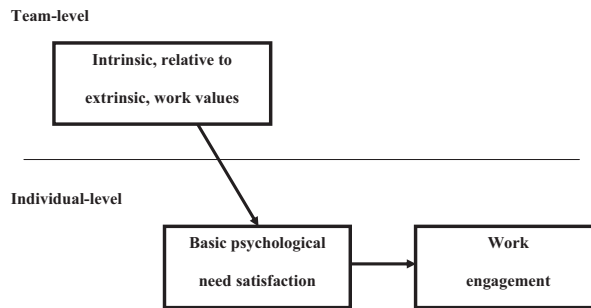 Team-level
Intrinsic, relative to
extrinsic, work values
Individual-level
Basic psychological
need satisfaction
Work
engagement